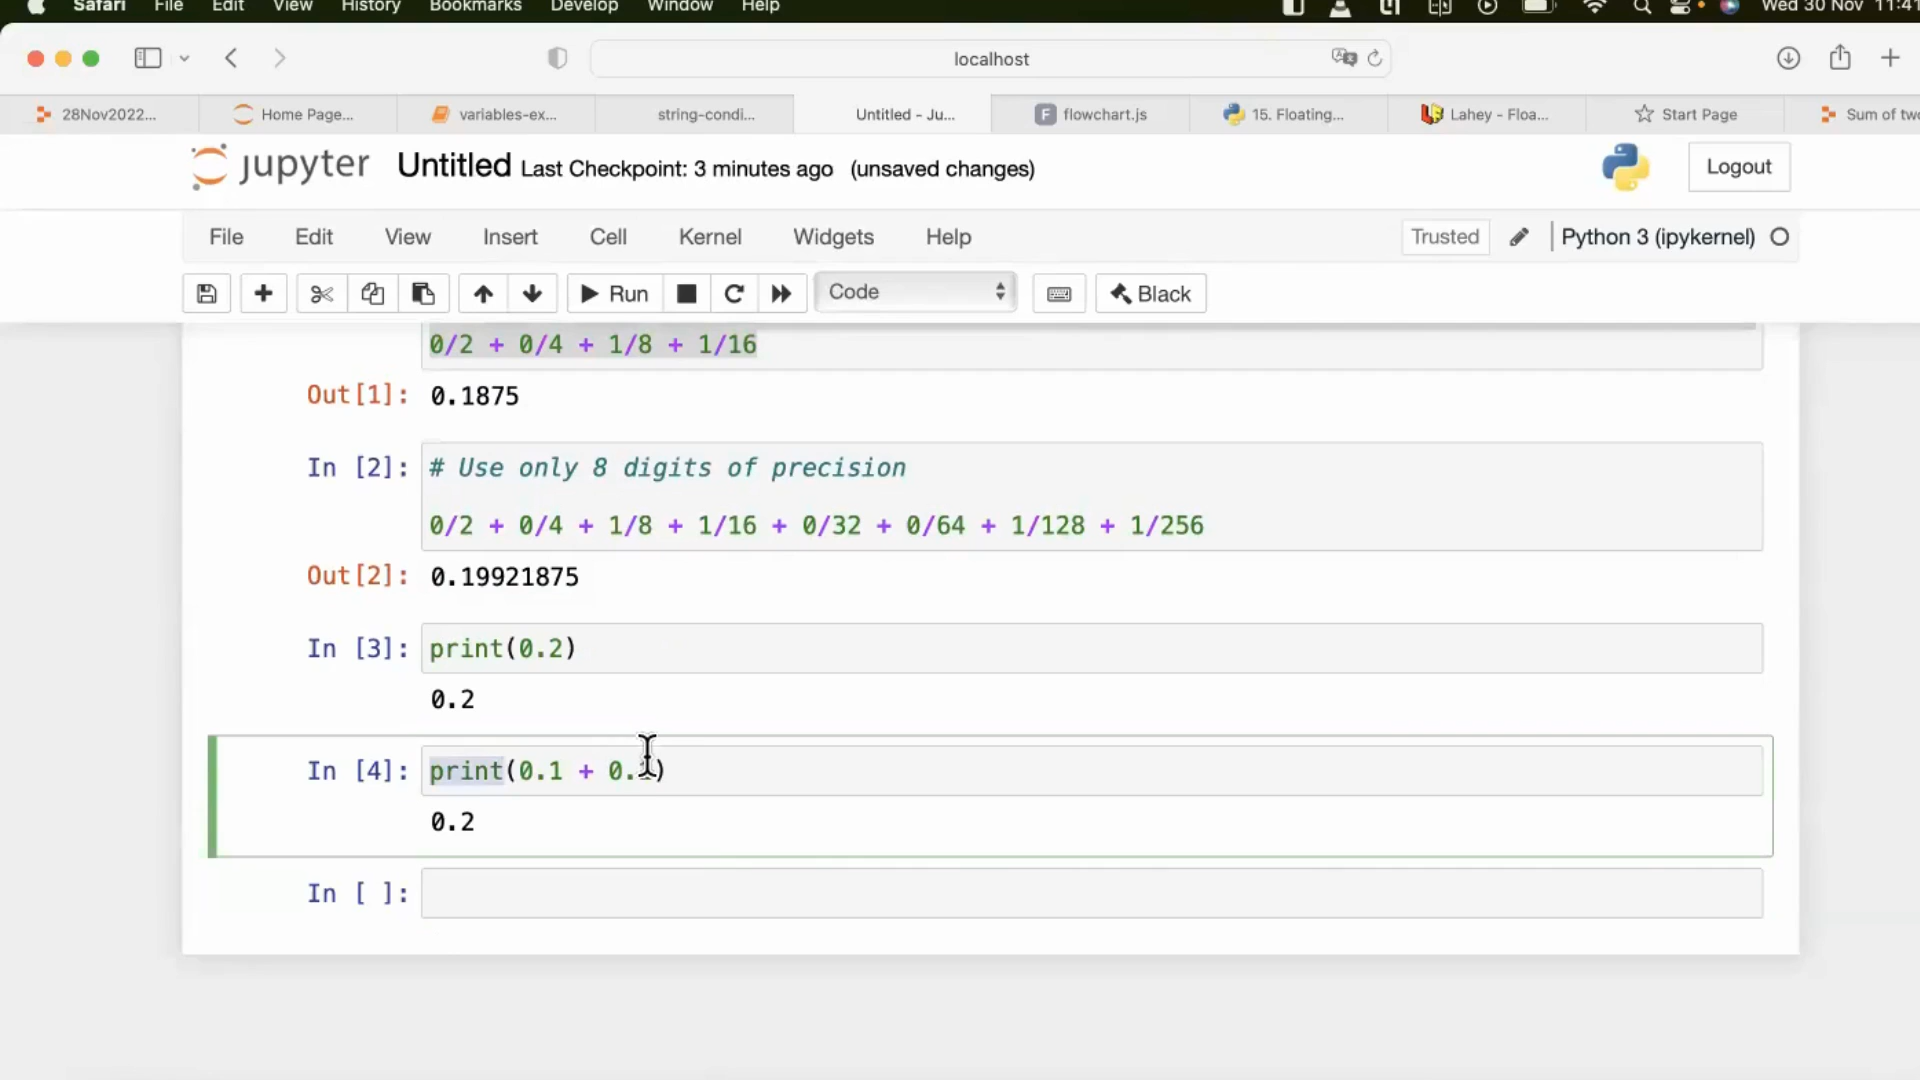 Safari File Edit View History Bookmarks Develop Window Help Wed 30 Nov 11:41
localhost
28Nov2022... Home Page... variables-ex... string-condi... Untitled - Ju... flowchart.js 15. Floating... Lahey - Floa... Start Page Sum of two
jupyter Untitled Last Checkpoint: 3 minutes ago (unsaved changes) Logout
File Edit View Insert Cell Kernel Widgets Help Trusted Python 3 (ipykernel)
Run Code Black
0/2 + 0/4 + 1/8 + 1/16
Out[1]: 0.1875
In [2]: # Use only 8 digits of precision
0/2 + 0/4 + 1/8 + 1/16 + 0/32 + 0/64 + 1/128 + 1/256
Out[2]: 0.19921875
In [3]: print(0.2)
0.2
In [4]: print(0.1 + 0. )
0.2
In [ ]: